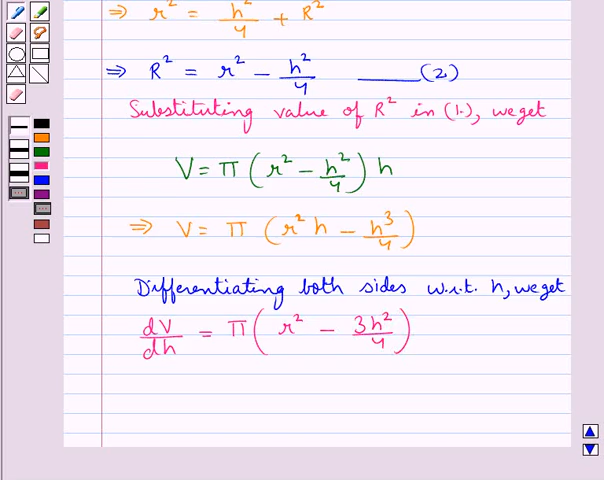 ⇒ r² = h²/4 + R²
⇒ R² = r² - h²/4 ____(2)
Substituting value of R² in (1), we get
V = π (r² - h²/4) h
⇒ V = π (r²h - h³/4)
Differentiating both sides w.r.t. h, we get
dV/dh = π (r² - 3h²/4)